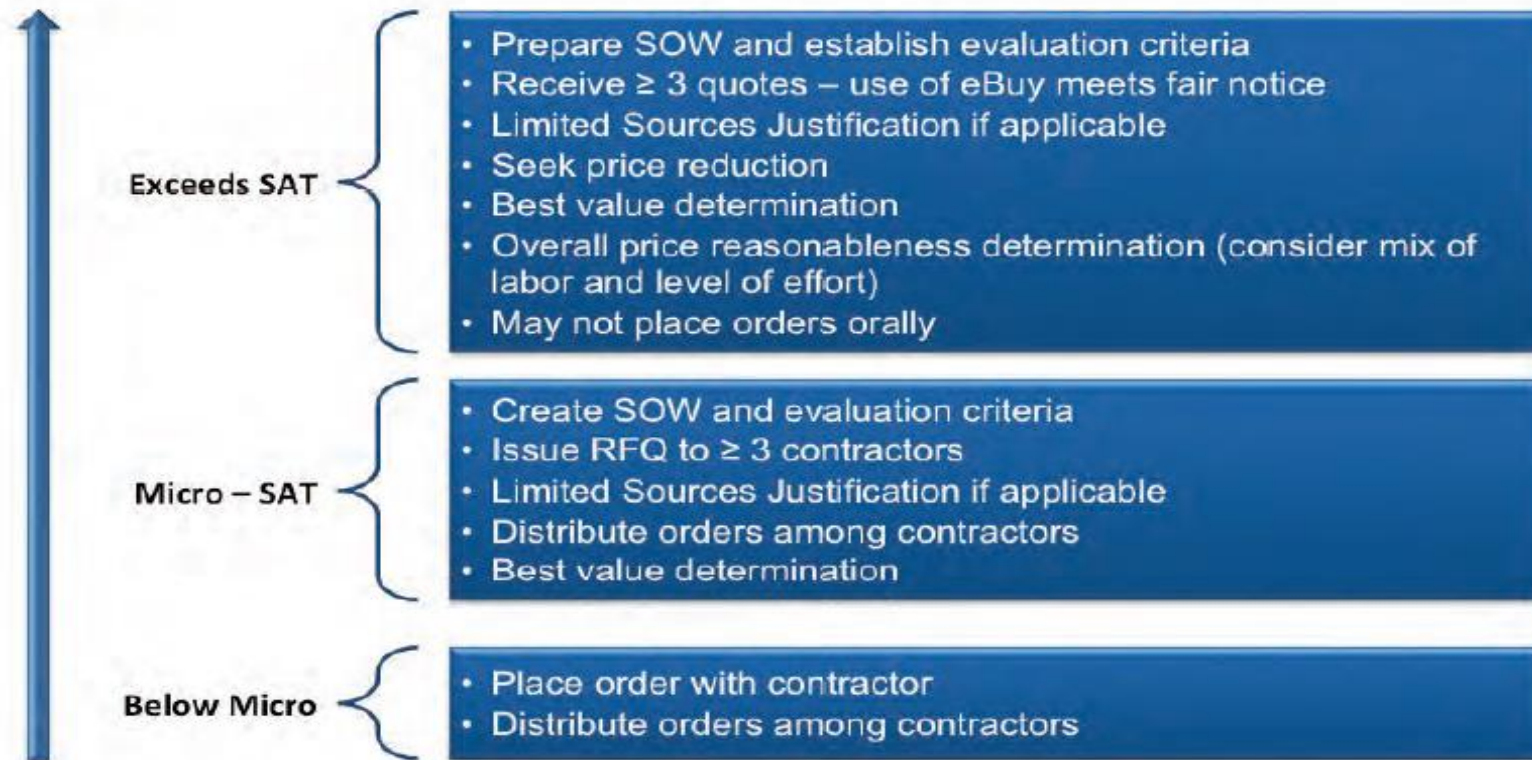 Exceeds SAT
• Prepare SOW and establish evaluation criteria
• Receive ≥ 3 quotes – use of eBuy meets fair notice
• Limited Sources Justification if applicable
• Seek price reduction
• Best value determination
• Overall price reasonableness determination (consider mix of
labor and level of effort)
• May not place orders orally
Micro – SAT
• Create SOW and evaluation criteria
• Issue RFQ to ≥ 3 contractors
• Limited Sources Justification if applicable
• Distribute orders among contractors
• Best value determination
Below Micro
• Place order with contractor
• Distribute orders among contractors